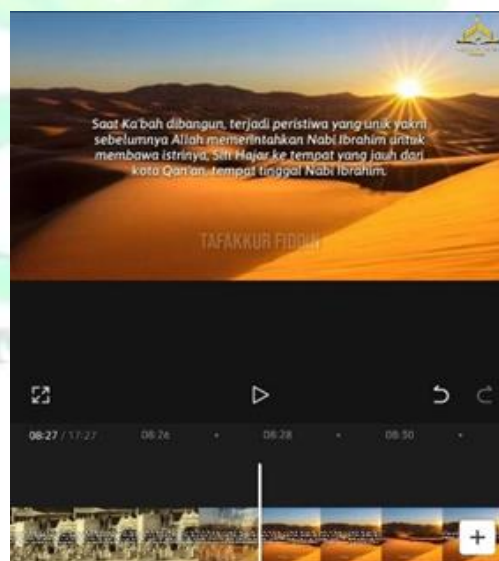 Saat Ka'bah dibangun, terjadi peristiwa yang unik yakni
sebelumnya Allah memerintahkan Nabi Ibrahim untuk
membawa istrinya, Siti Hajar ke tempat yang jauh dari
kota Qan'an, tempat tinggal Nabi Ibrahim.
TAFAKKUR FIDDIN
08:27 / 17:27
08:26
08:28
08:30